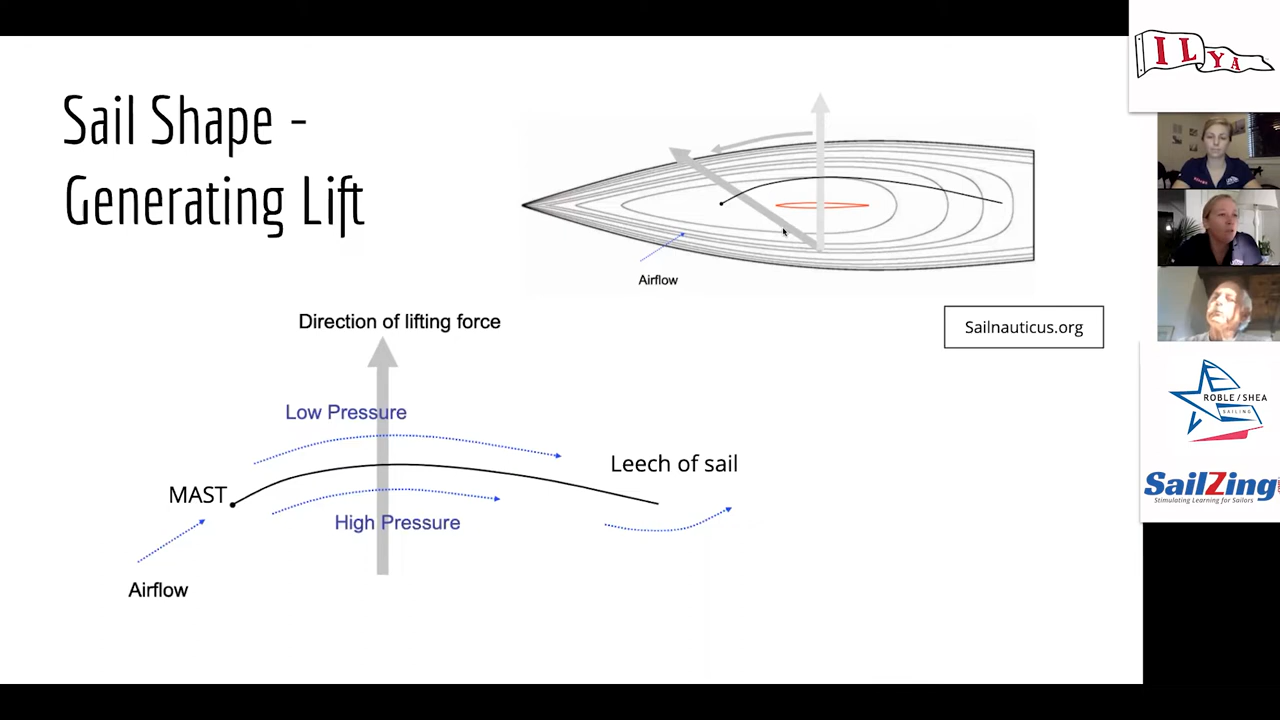 Sail Shape -
Generating Lift
ILYA
Airflow
Direction of lifting force
Sailnauticus.org
Low Pressure
Leech of sail
MAST
High Pressure
Airflow
ROBLE/SHEA
SAILING
SailZing
Stimulating Learning for Sailors